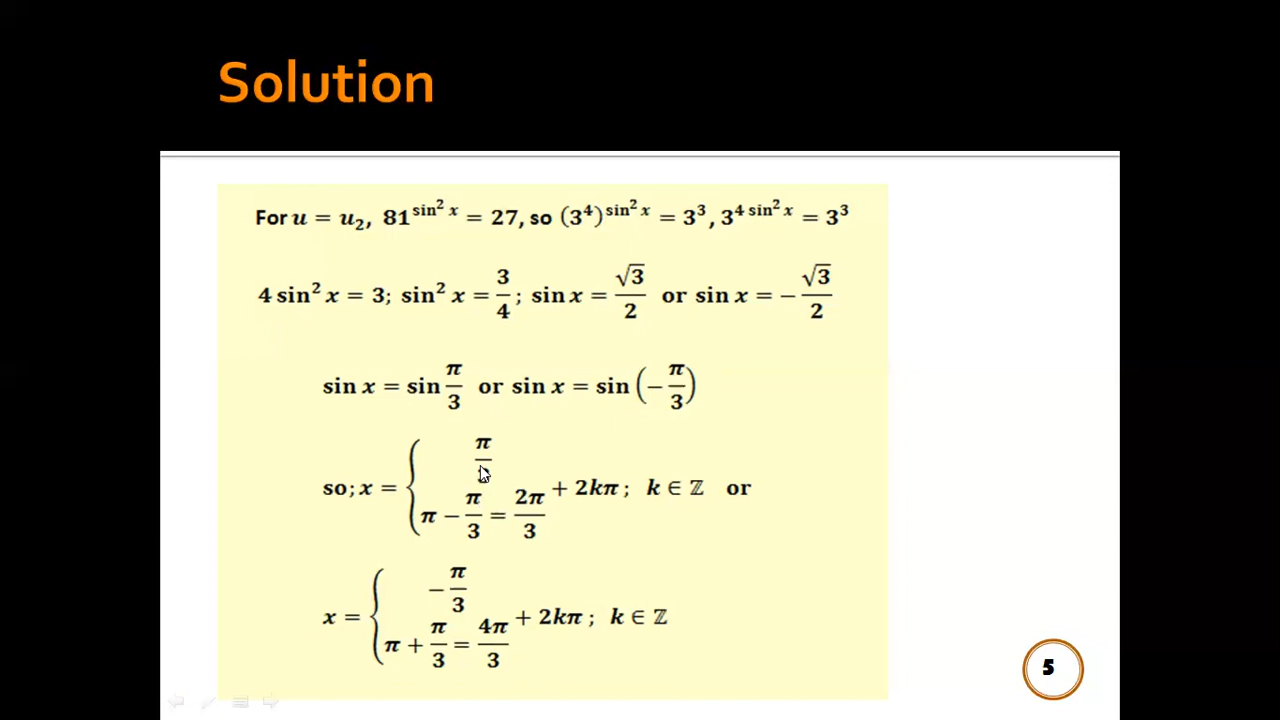 Solution
For u = u₂, 81^(sin² x) = 27, so (3⁴)^(sin² x) = 3³, 3^(4 sin² x) = 3³
4 sin² x = 3; sin² x = 3/4; sin x = √3/2 or sin x = −√3/2
sin x = sin π/3 or sin x = sin (−π/3)
so; x = { π/
π − π/3 = 2π/3 + 2kπ; k ∈ ℤ or
x = { −π/3
π + π/3 = 4π/3 + 2kπ; k ∈ ℤ
5